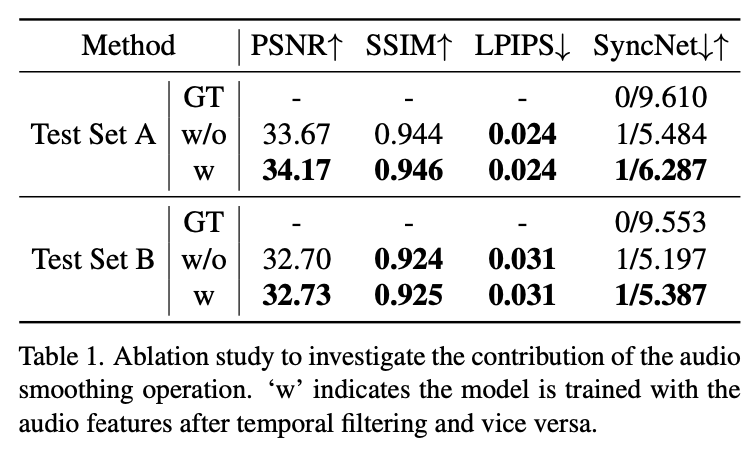 Method PSNR↑ SSIM↑ LPIPS↓ SyncNet↓↑
GT - - - 0/9.610
Test Set A w/o 33.67 0.944 0.024 1/5.484
w 34.17 0.946 0.024 1/6.287
GT - - - 0/9.553
Test Set B w/o 32.70 0.924 0.031 1/5.197
w 32.73 0.925 0.031 1/5.387
Table 1. Ablation study to investigate the contribution of the audio
smoothing operation. ‘w’ indicates the model is trained with the
audio features after temporal filtering and vice versa.